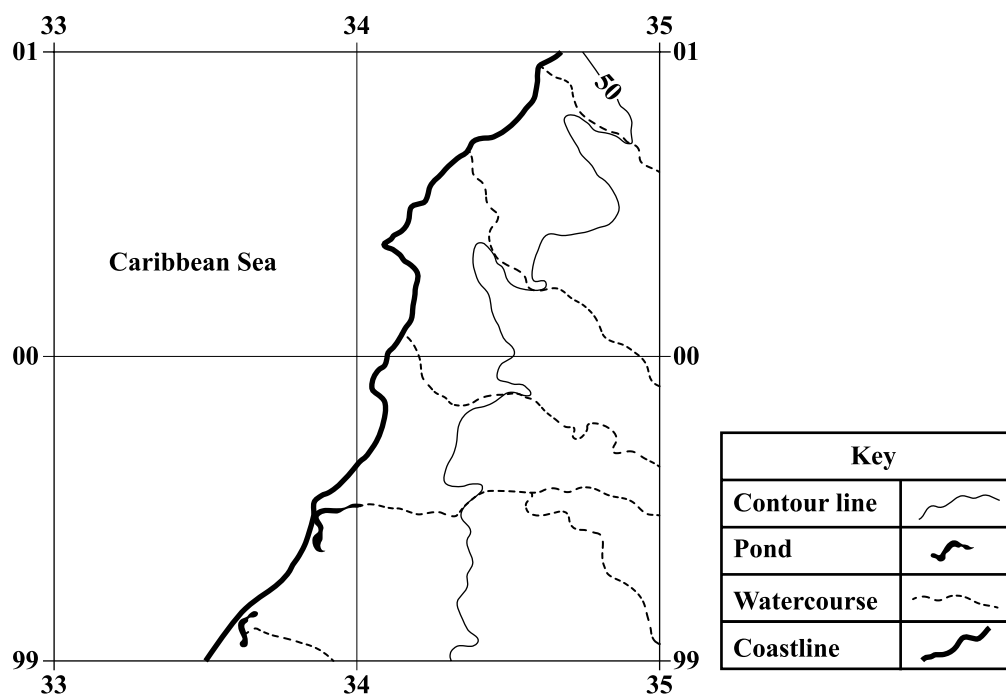 33 34 35
01 01
50
Caribbean Sea
00 00
Key
Contour line
Pond
Watercourse
Coastline
99 99
33 34 35